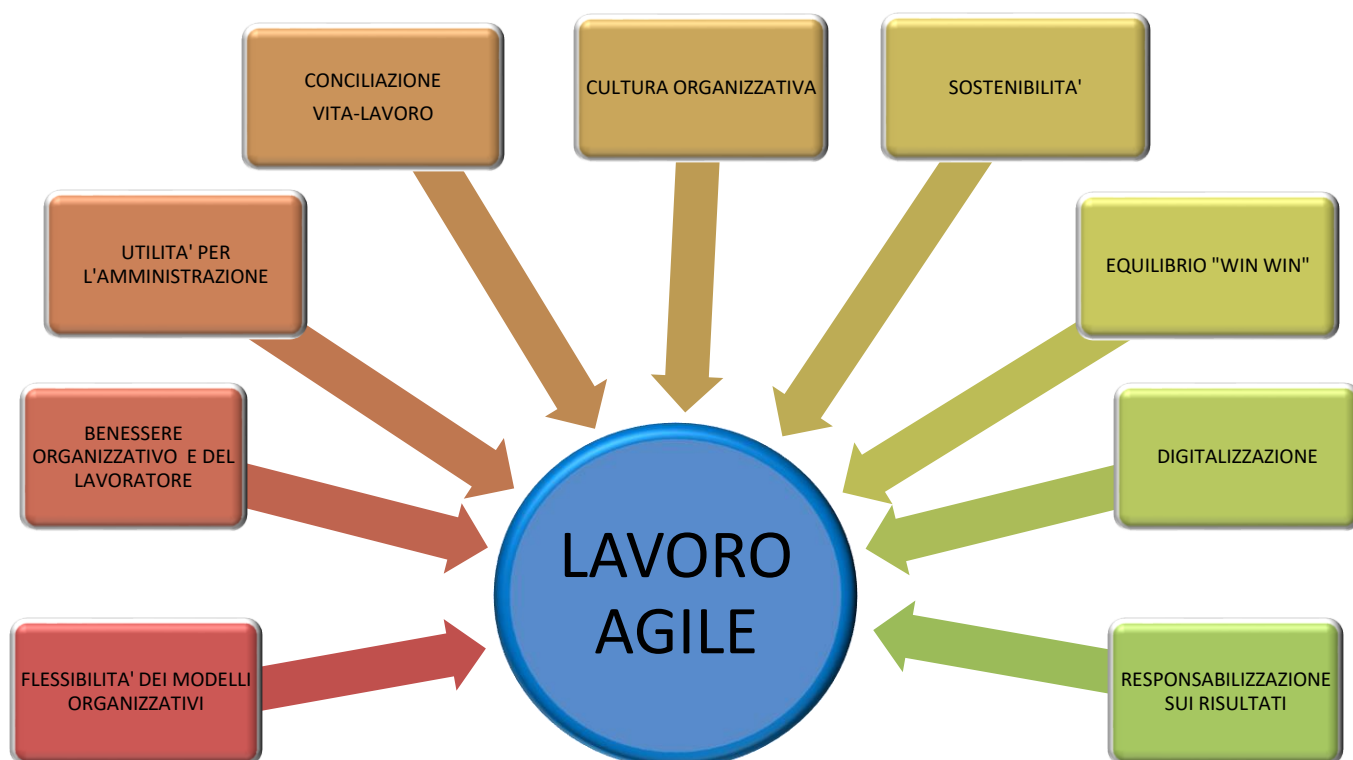 CONCILIAZIONE
VITA-LAVORO
CULTURA ORGANIZZATIVA
SOSTENIBILITA'
UTILITA' PER
L'AMMINISTRAZIONE
EQUILIBRIO "WIN WIN"
BENESSERE
ORGANIZZATIVO E DEL
LAVORATORE
DIGITALIZZAZIONE
LAVORO
AGILE
FLESSIBILITA' DEI MODELLI
ORGANIZZATIVI
RESPONSABILIZZAZIONE
SUI RISULTATI